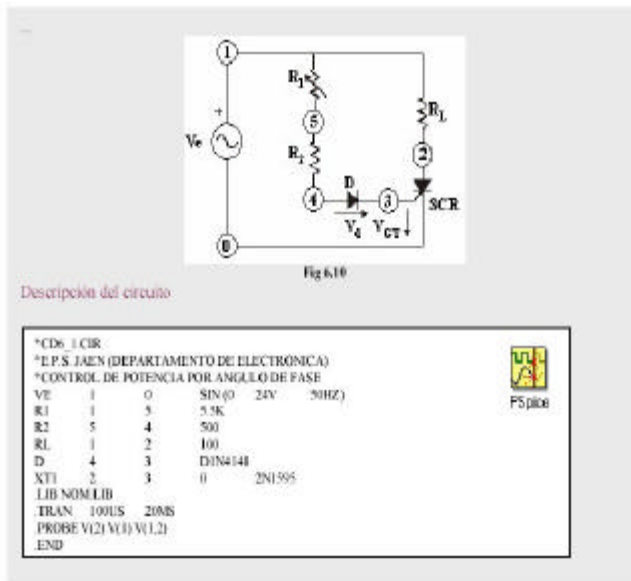 1
R1
5
Ve
+
RL
R2
2
D
4
3
SCR
Vd
VGT
0
Fig 6.10
Descripción del circuito
*CD6_1.CIR
*E.P.S. JAEN (DEPARTAMENTO DE ELECTRONICA)
*CONTROL DE POTENCIA POR ANGULO DE FASE
VE 1 0 SIN (0 24V 50HZ)
R1 1 5 5.5K
R2 5 4 500
RL 1 2 100
D 4 3 D1N4148
XT1 2 3 0 2N1595
.LIB NOM.LIB
.TRAN 100US 20MS
.PROBE V(2) V(1) V(1,2)
.END
PSpice